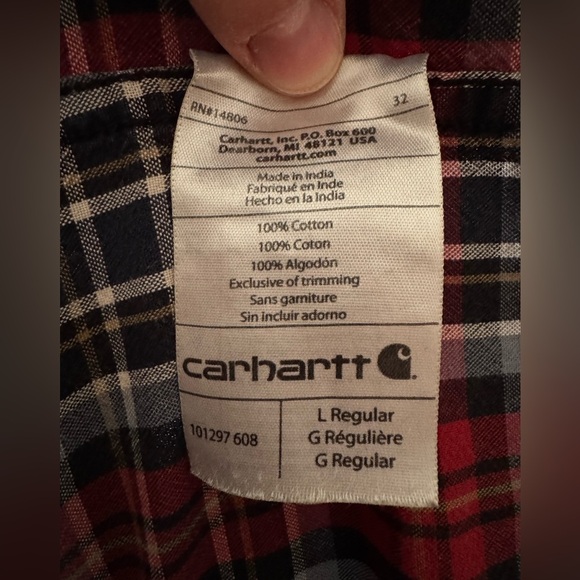 RN#14806 32
Carhartt, Inc. P.O. Box 600
Dearborn, MI 48121 USA
carhartt.com
Made in India
Fabriqué en Inde
Hecho en la India
100% Cotton
100% Coton
100% Algodón
Exclusive of trimming
Sans garniture
Sin incluir adorno
carhartt
101297 608
L Regular
G Régulière
G Regular